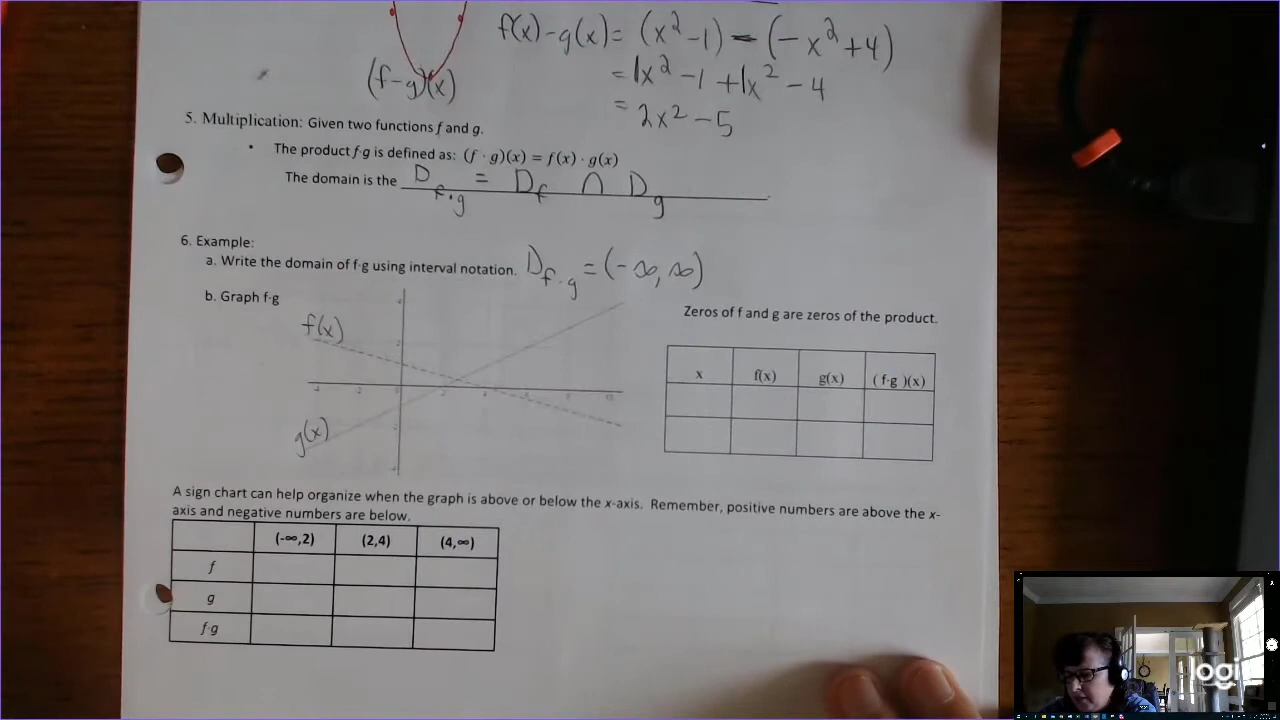 f(x)-g(x) = (x²-1) - (-x²+4)
= 1x² - 1 + 1x² - 4
= 2x² - 5
(f-g)(x)
5. Multiplication: Given two functions f and g.
• The product f·g is defined as: (f · g)(x) = f(x) · g(x)
The domain is the D f·g = D f ∩ D g
6. Example:
a. Write the domain of f·g using interval notation. D f·g = (-∞, ∞)
b. Graph f·g
f(x)
g(x)
Zeros of f and g are zeros of the product.
x f(x) g(x) (f·g)(x)
A sign chart can help organize when the graph is above or below the x-axis. Remember, positive numbers are above the x-
axis and negative numbers are below.
(-∞,2) (2,4) (4,∞)
f
g
f·g
logi